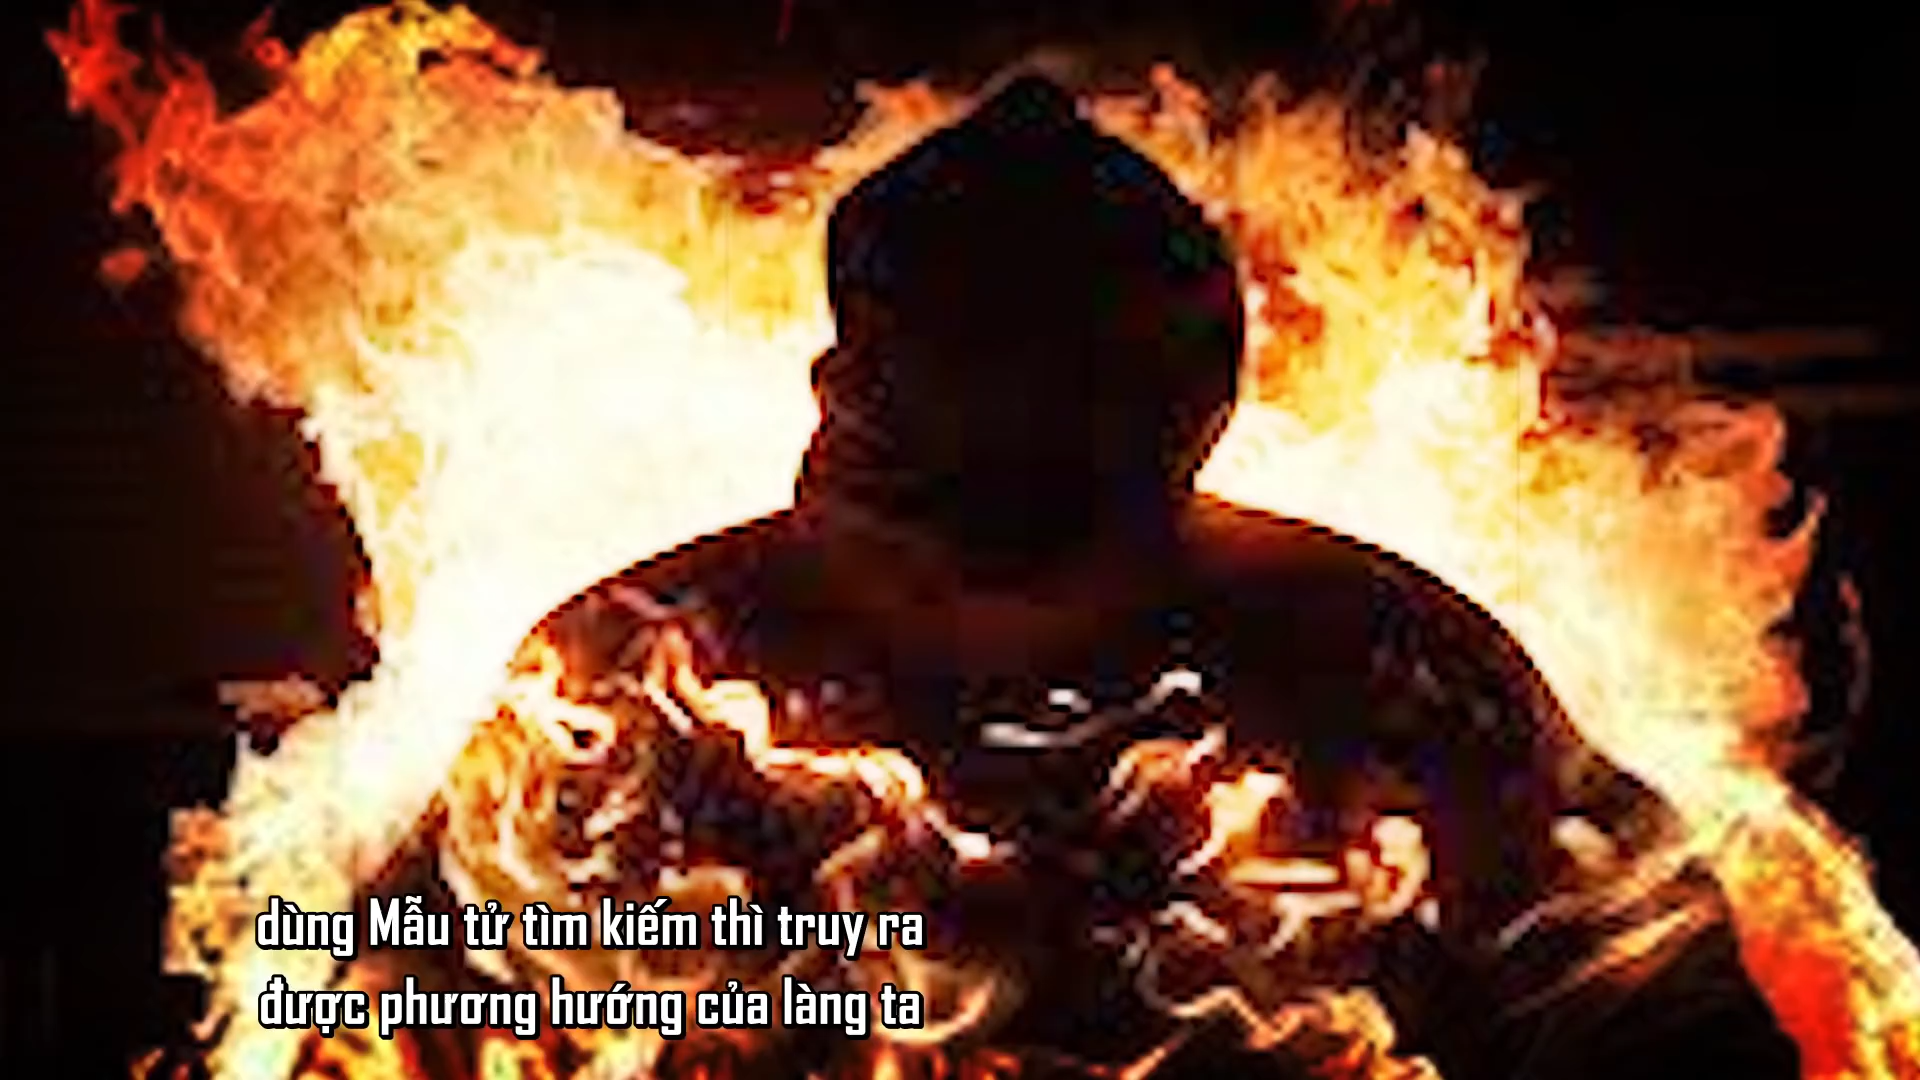 dùng Mẫu tử tìm kiếm thì truy ra
được phương hướng của làng ta